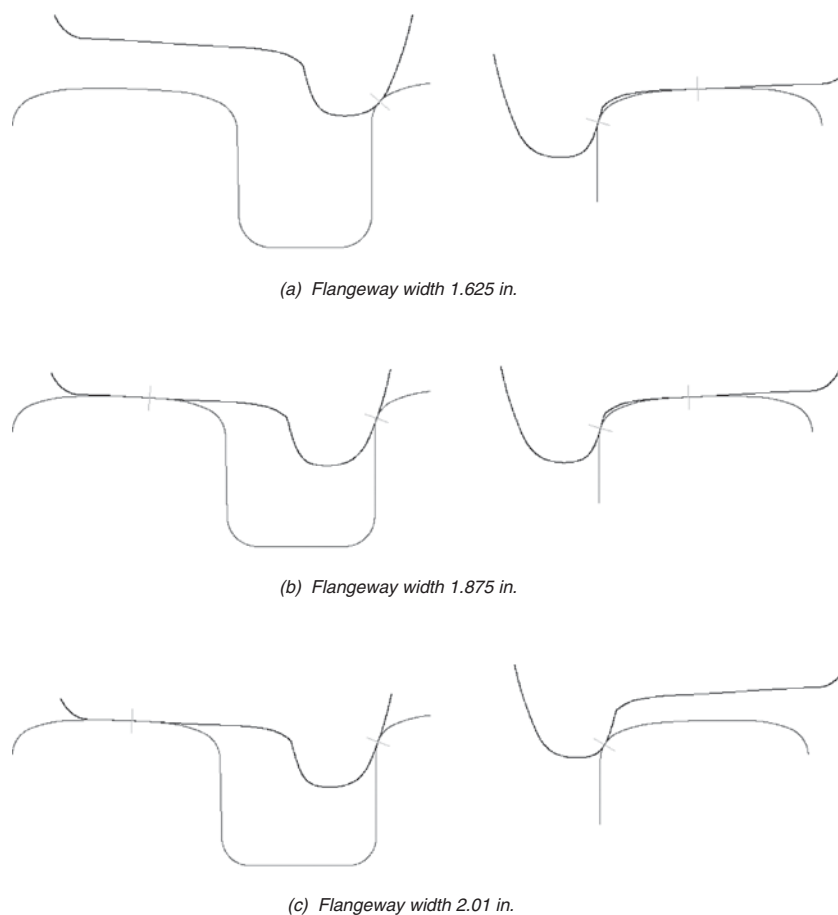 (a) Flangeway width 1.625 in.
(b) Flangeway width 1.875 in.
(c) Flangeway width 2.01 in.